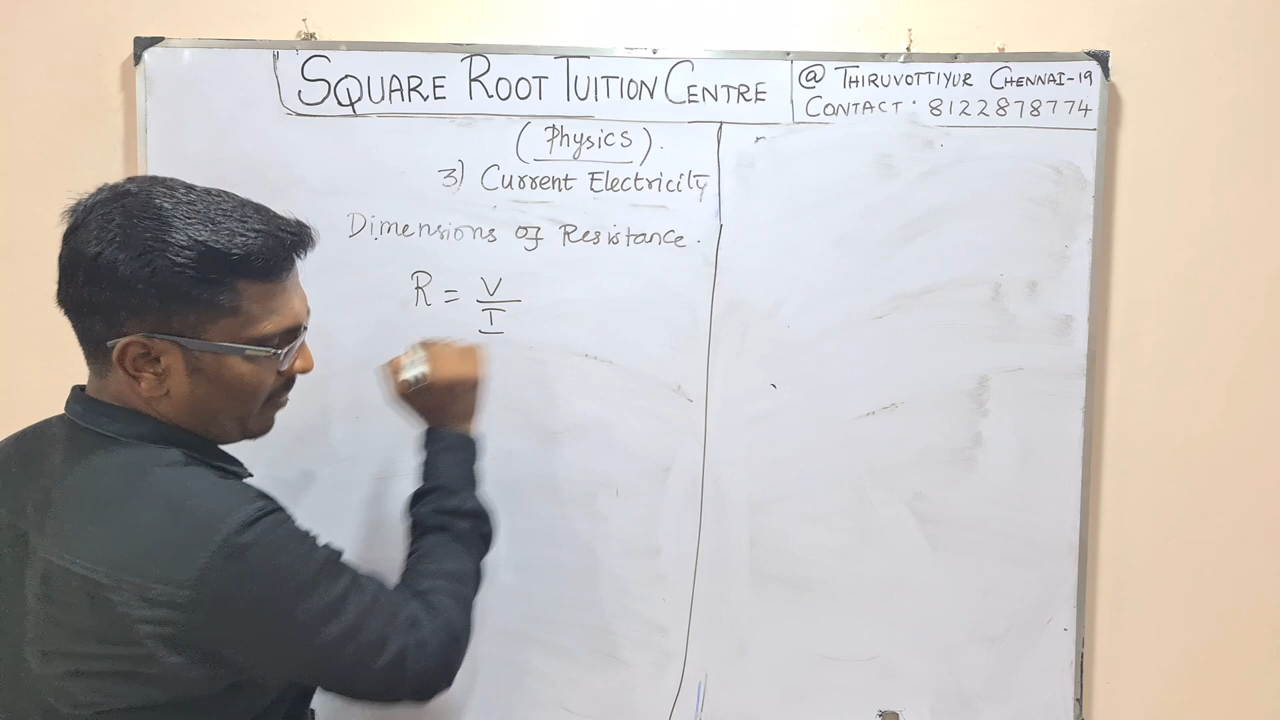 SQUARE ROOT TUITION CENTRE
@ THIRUVOTTIYUR CHENNAI-19
CONTACT: 8122878774
(Physics).
3) Current Electricity
Dimensions of Resistance.
R = V/I